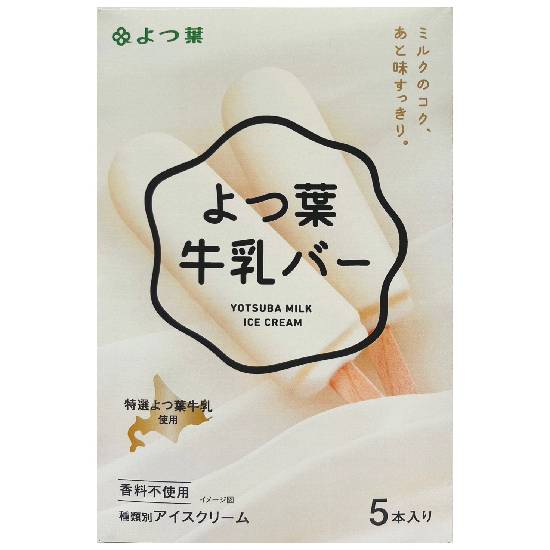 よつ葉
ミルクのコク、
あと味すっきり。
よつ葉
牛乳バー
YOTSUBA MILK
ICE CREAM
特選よつ葉牛乳
使用
香料不使用
イメージ図
種類別アイスクリーム
5本入り